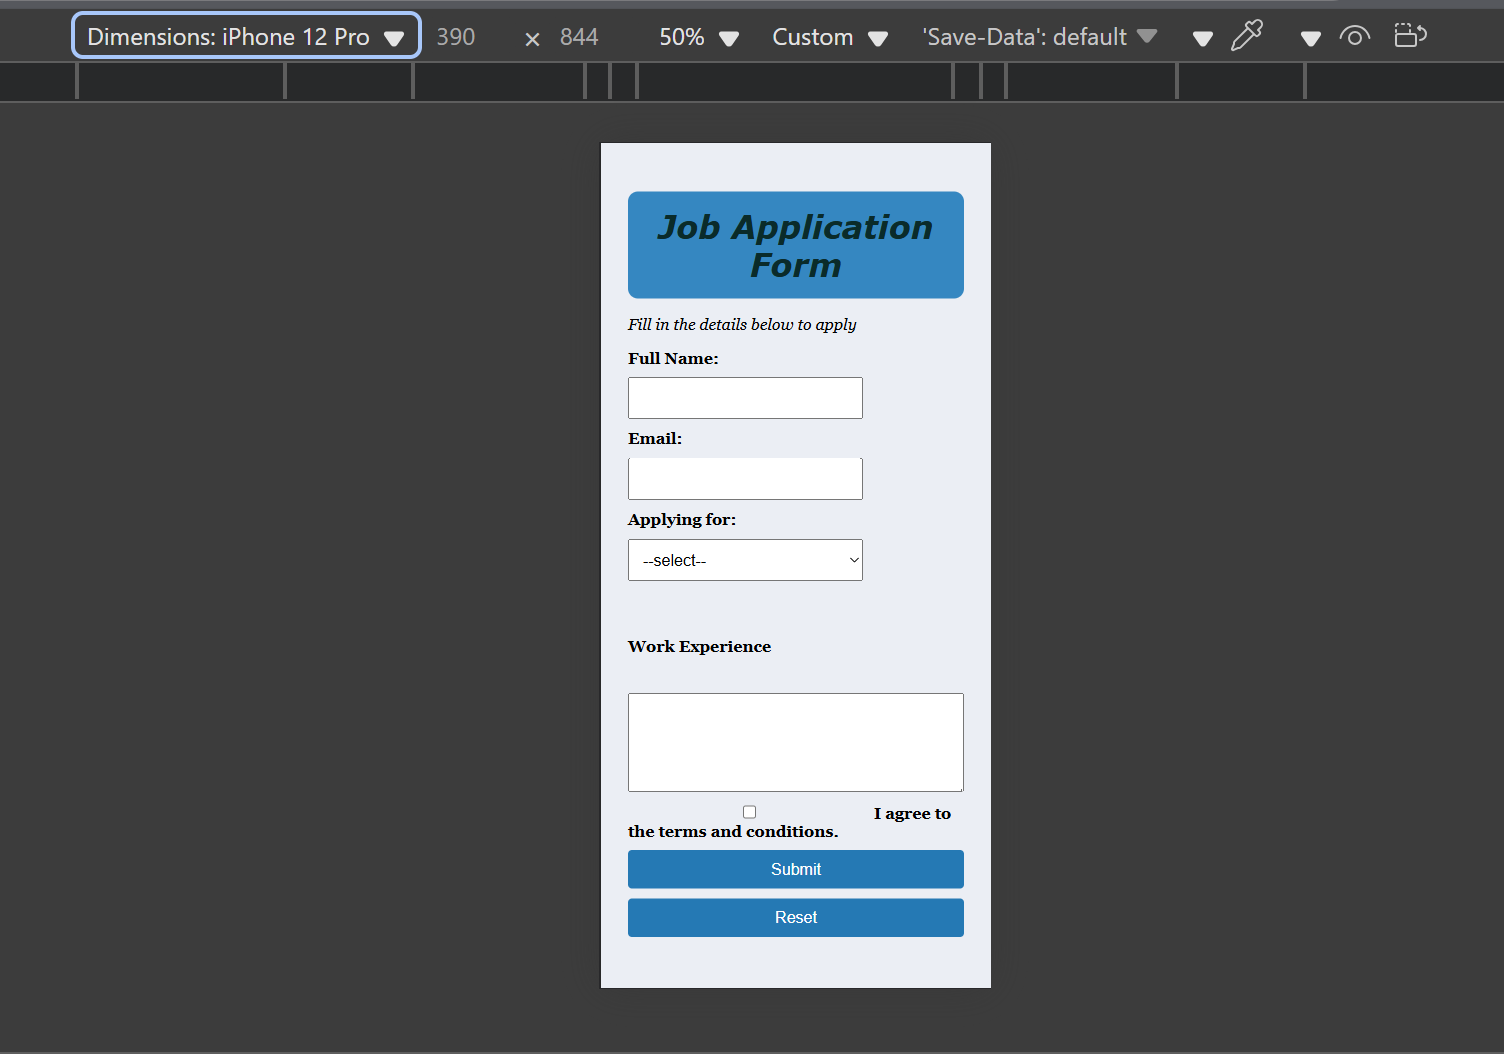 Dimensions: iPhone 12 Pro 390 × 844 50% Custom 'Save-Data': default
Job Application
Form
Fill in the details below to apply
Full Name:
Email:
Applying for:
--select--
Work Experience
I agree to
the terms and conditions.
Submit
Reset